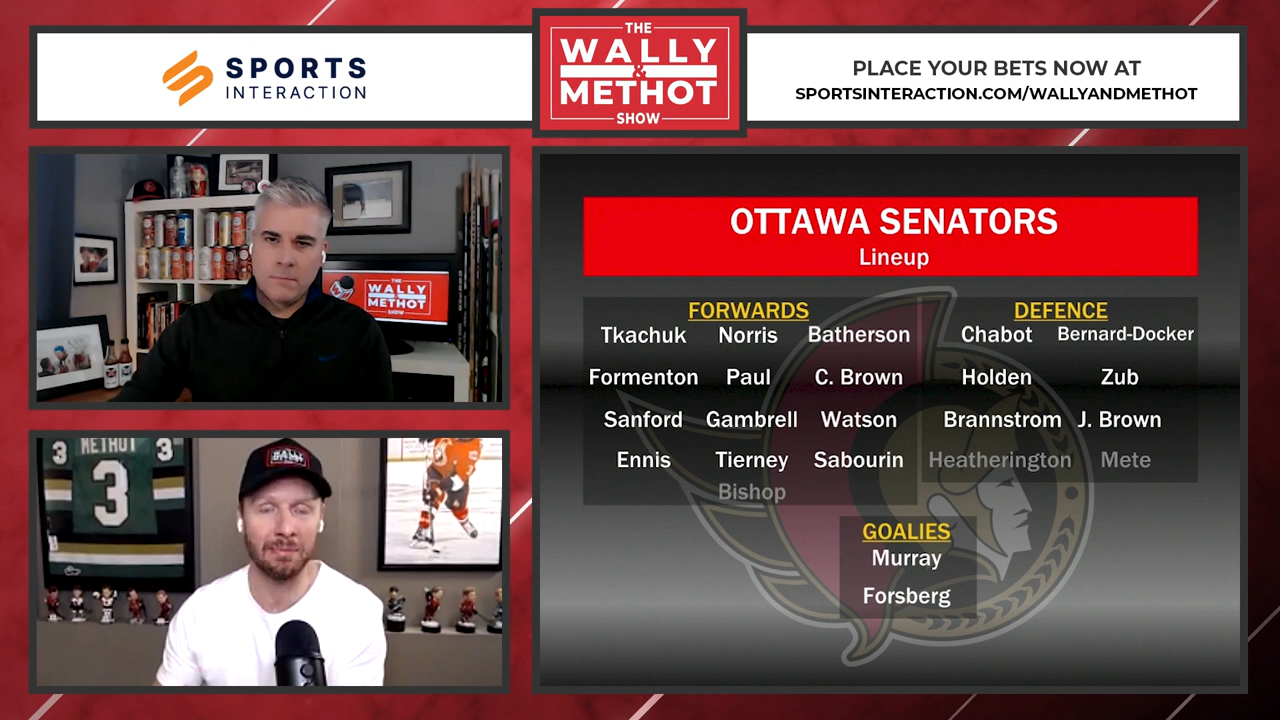 SPORTS
INTERACTION
THE
WALLY
&
METHOT
SHOW
PLACE YOUR BETS NOW AT
SPORTSINTERACTION.COM/WALLYANDMETHOT
THE
WALLY
& METHOT
SHOW
3 METHOT 3
3
WALLY
OTTAWA SENATORS
Lineup
FORWARDS DEFENCE
Tkachuk Norris Batherson Chabot Bernard-Docker
Formenton Paul C. Brown Holden Zub
Sanford Gambrell Watson Brannstrom J. Brown
Ennis Tierney Sabourin Heatherington Mete
Bishop
GOALIES
Murray
Forsberg